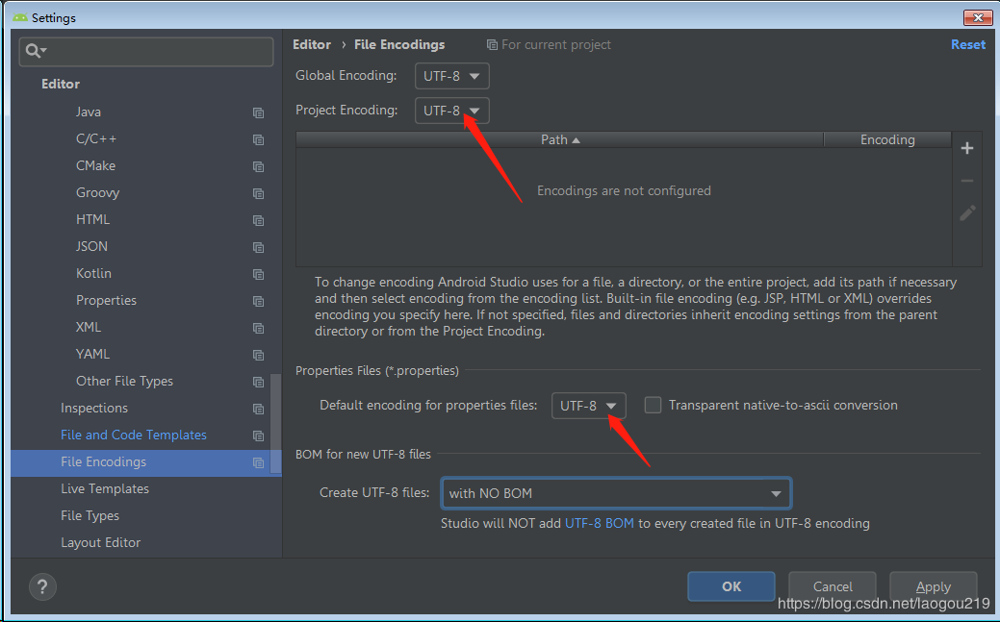 Settings
Editor › File Encodings
For current project
Reset
Editor
Java
C/C++
CMake
Groovy
HTML
JSON
Kotlin
Properties
XML
YAML
Other File Types
Inspections
File and Code Templates
File Encodings
Live Templates
File Types
Layout Editor
Global Encoding: UTF-8
Project Encoding: UTF-8
Path Encoding
Encodings are not configured
To change encoding Android Studio uses for a file, a directory, or the entire project, add its path if necessary
and then select encoding from the encoding list. Built-in file encoding (e.g. JSP, HTML or XML) overrides
encoding you specify here. If not specified, files and directories inherit encoding settings from the parent
directory or from the Project Encoding.
Properties Files (*.properties)
Default encoding for properties files: UTF-8 Transparent native-to-ascii conversion
BOM for new UTF-8 files
Create UTF-8 files: with NO BOM
Studio will NOT add UTF-8 BOM to every created file in UTF-8 encoding
?
OK Cancel Apply
https://blog.csdn.net/laogou219